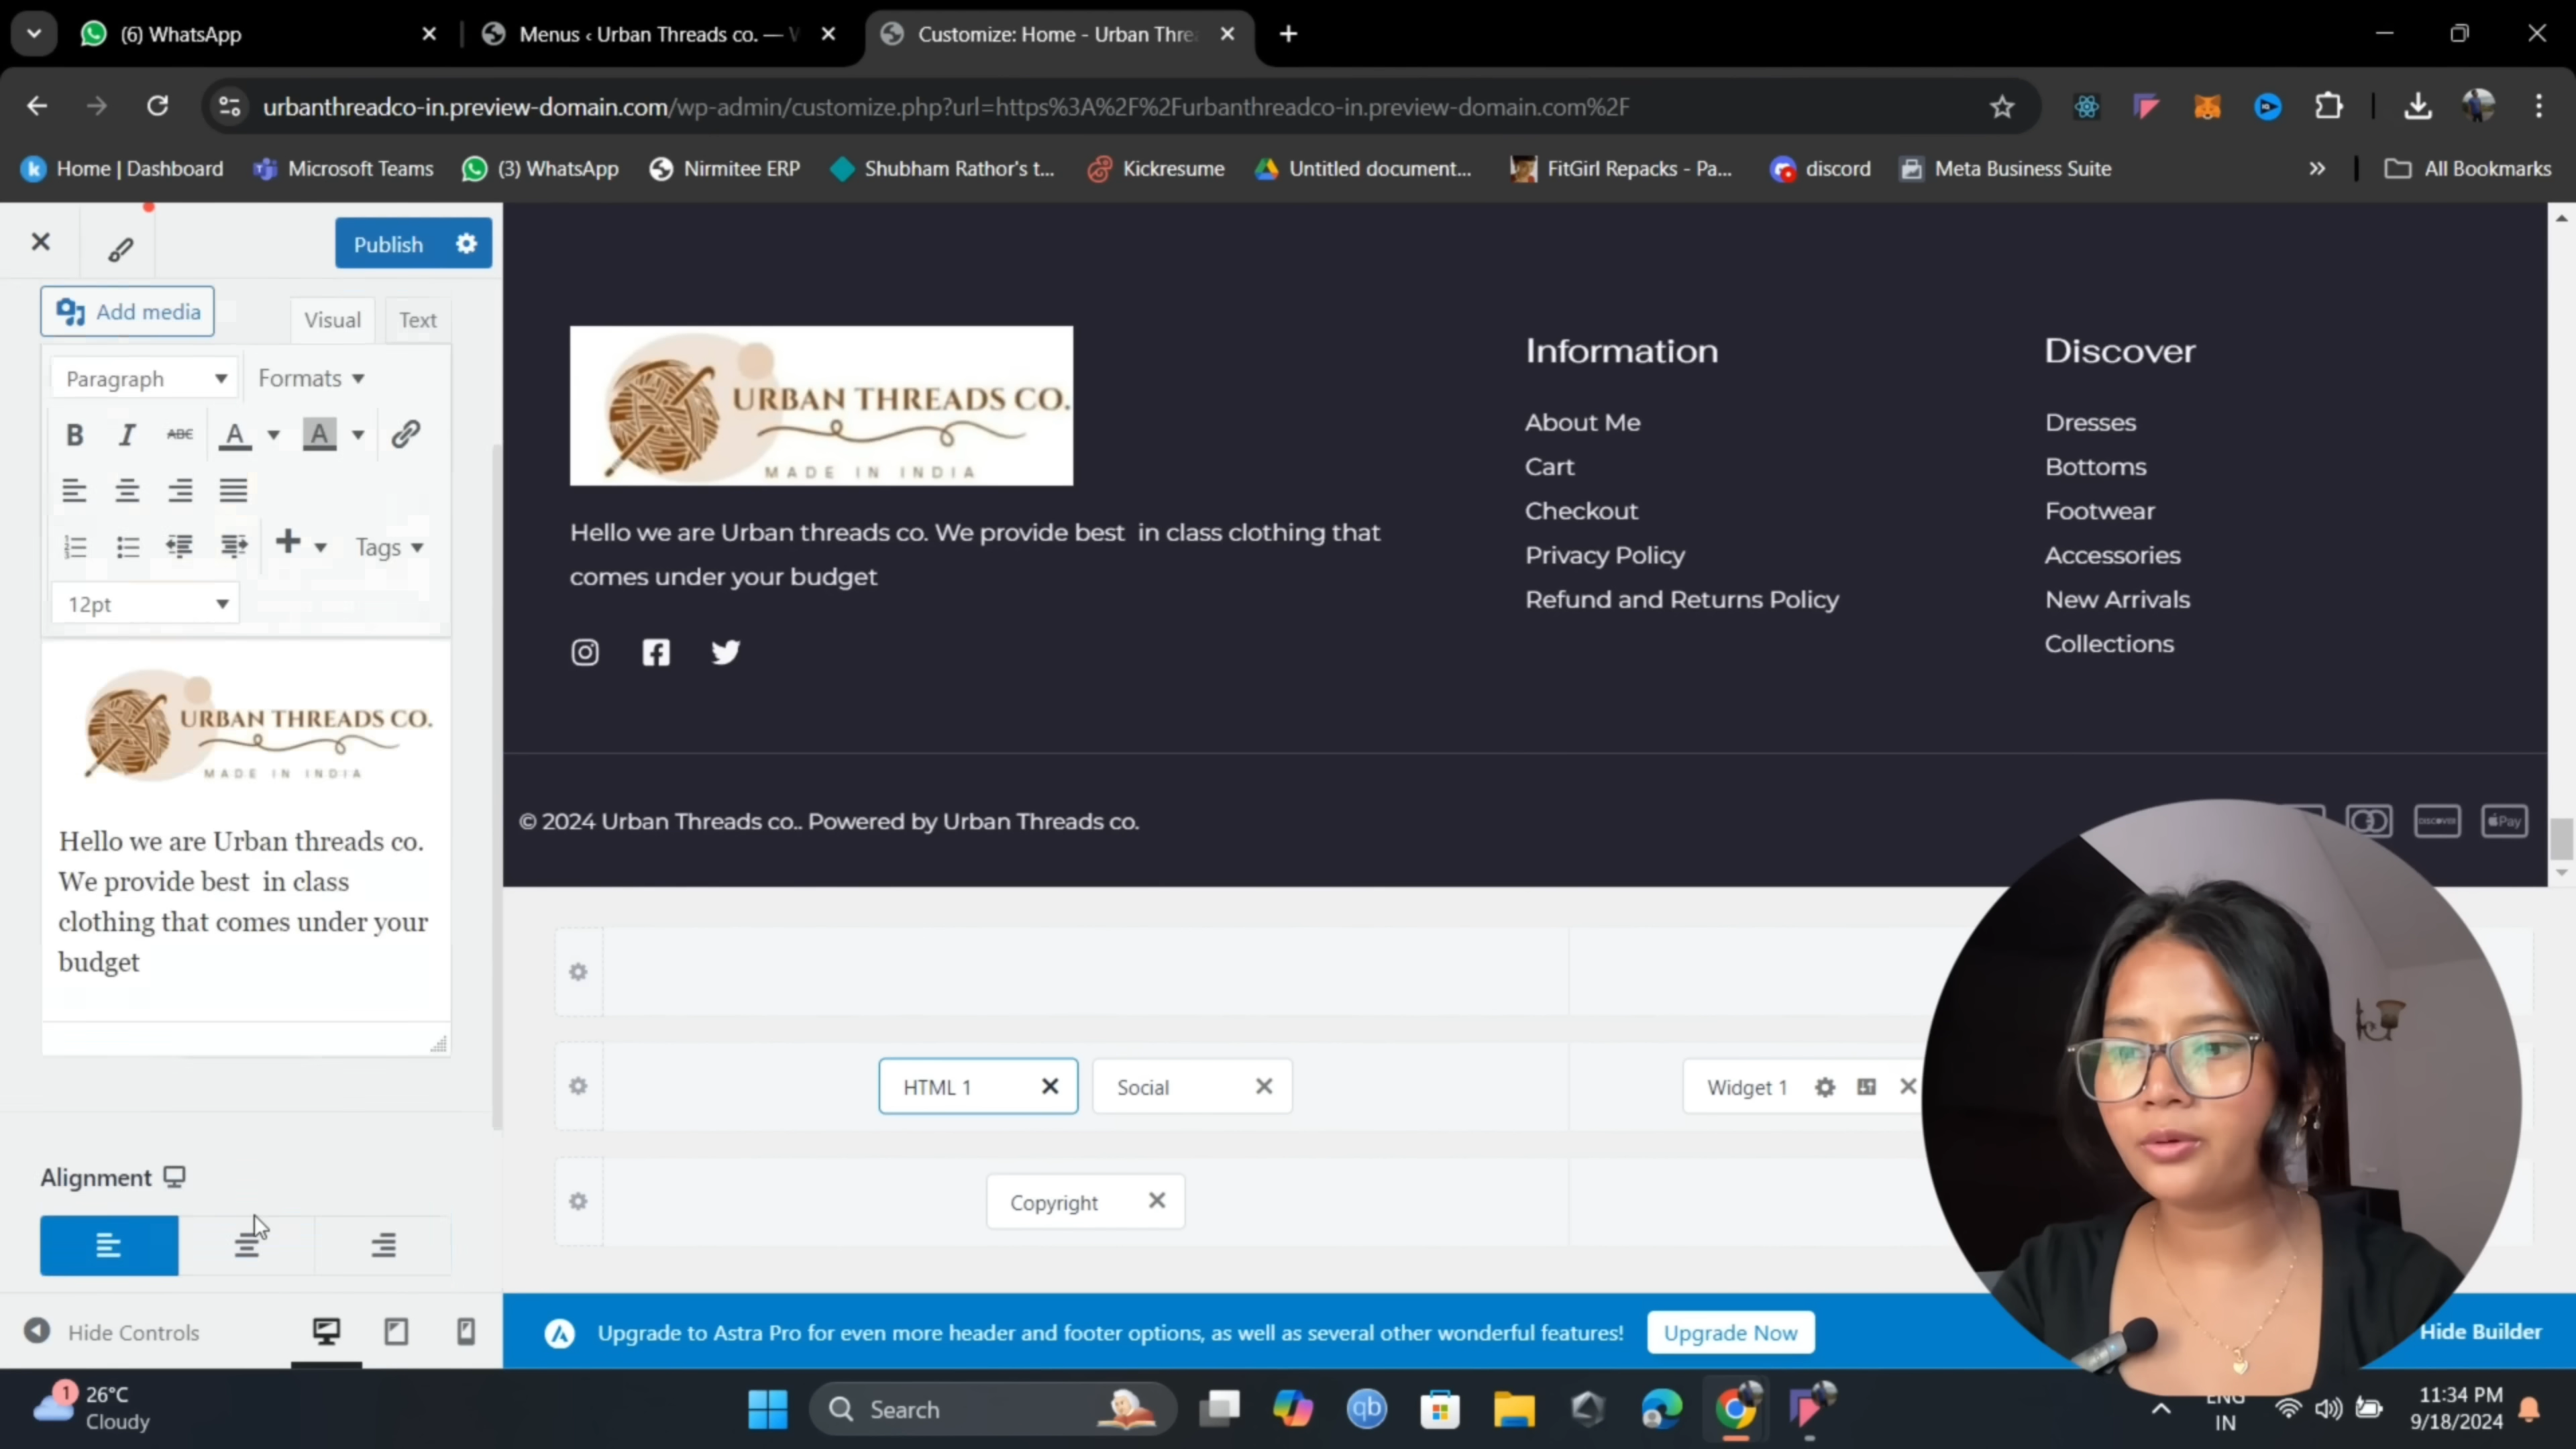 (6) WhatsApp
Menus ‹ Urban Threads co. —
Customize: Home - Urban Thre
urbanthreadco-in.preview-domain.com/wp-admin/customize.php?url=https%3A%2F%2Furbanthreadco-in.preview-domain.com%2F
Home | Dashboard
Microsoft Teams
(3) WhatsApp
Nirmitee ERP
Shubham Rathor's t...
Kickresume
Untitled document...
FitGirl Repacks - Pa...
discord
Meta Business Suite
All Bookmarks
Publish
Add media
Visual
Text
Paragraph
Formats
B I ABC A A
Tags
12pt
URBAN THREADS CO.
MADE IN INDIA
Hello we are Urban threads co.
We provide best in class
clothing that comes under your
budget
Alignment
Hide Controls
URBAN THREADS CO.
MADE IN INDIA
Hello we are Urban threads co. We provide best in class clothing that
comes under your budget
Information
About Me
Cart
Checkout
Privacy Policy
Refund and Returns Policy
Discover
Dresses
Bottoms
Footwear
Accessories
New Arrivals
Collections
© 2024 Urban Threads co.. Powered by Urban Threads co.
DISCOVER
Pay
HTML 1
Social
Widget 1
Copyright
Upgrade to Astra Pro for even more header and footer options, as well as several other wonderful features!
Upgrade Now
Hide Builder
1
26°C
Cloudy
Search
qb
ENG
IN
11:34 PM
9/18/2024